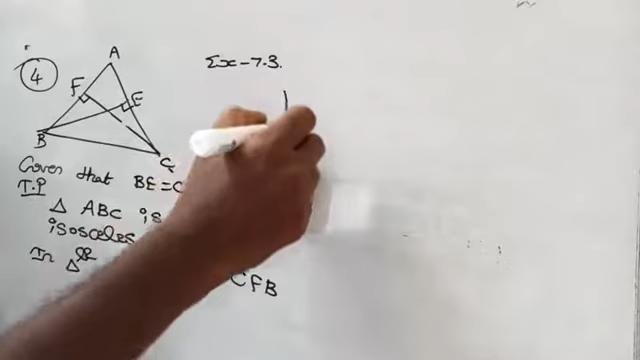 Ex-7.3.
4
A
F
E
B
C
Given that BE=C
T.P
Δ ABC is
isosceles
In Δ
CFB